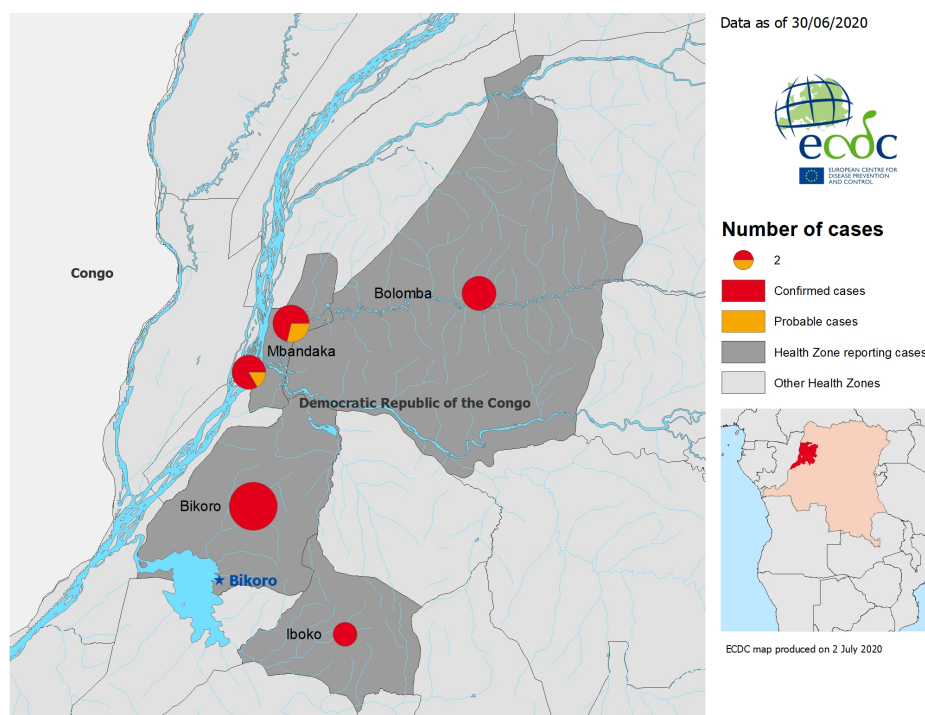 Data as of 30/06/2020
ecdc
EUROPEAN CENTRE FOR
DISEASE PREVENTION
AND CONTROL
Number of cases
2
Confirmed cases
Probable cases
Health Zone reporting cases
Other Health Zones
Congo
Bolomba
Mbandaka
Democratic Republic of the Congo
Bikoro
Bikoro
Iboko
ECDC map produced on 2 July 2020